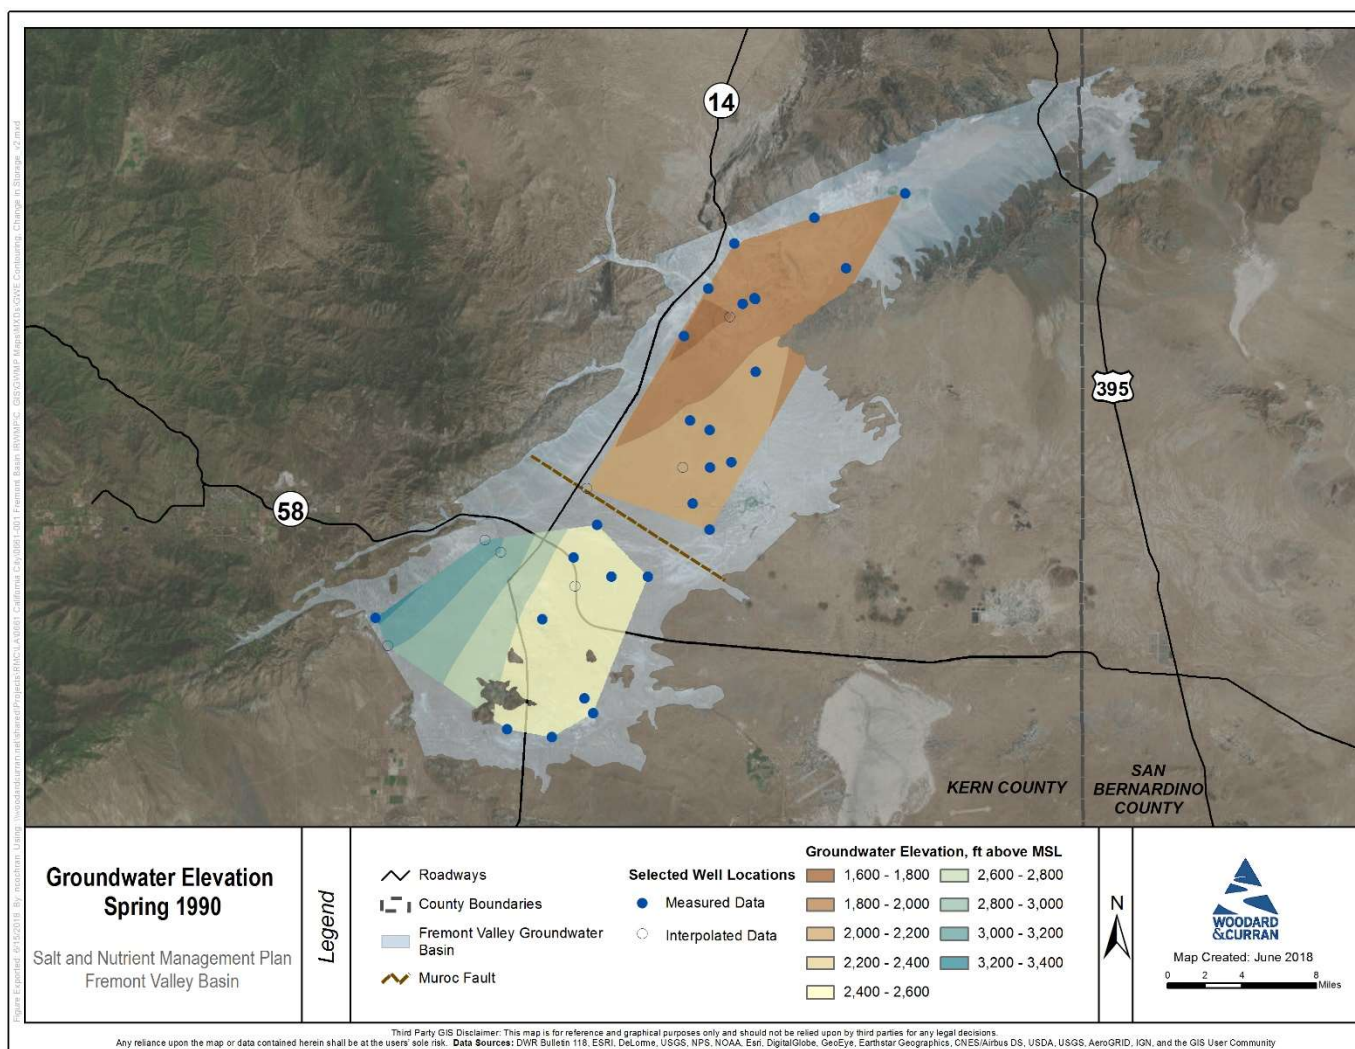 14
58
395
KERN COUNTY
SAN
BERNARDINO
COUNTY
Groundwater Elevation
Spring 1990
Salt and Nutrient Management Plan
Fremont Valley Basin
Legend
Roadways
County Boundaries
Fremont Valley Groundwater
Basin
Muroc Fault
Selected Well Locations
Measured Data
Interpolated Data
Groundwater Elevation, ft above MSL
1,600 - 1,800
1,800 - 2,000
2,000 - 2,200
2,200 - 2,400
2,400 - 2,600
2,600 - 2,800
2,800 - 3,000
3,000 - 3,200
3,200 - 3,400
N
WOODARD
&CURRAN
Map Created: June 2018
0 2 4 8
Miles
Third Party GIS Disclaimer: This map is for reference and graphical purposes only and should not be relied upon by third parties for any legal decisions.
Any reliance upon the map or data contained herein shall be at the users' sole risk. Data Sources: DWR Bulletin 118, ESRI, DeLorme, USGS, NPS, NOAA, Esri, DigitalGlobe, GeoEye, Earthstar Geographics, CNES/Airbus DS, USDA, USGS, AeroGRID, IGN, and the GIS User Community